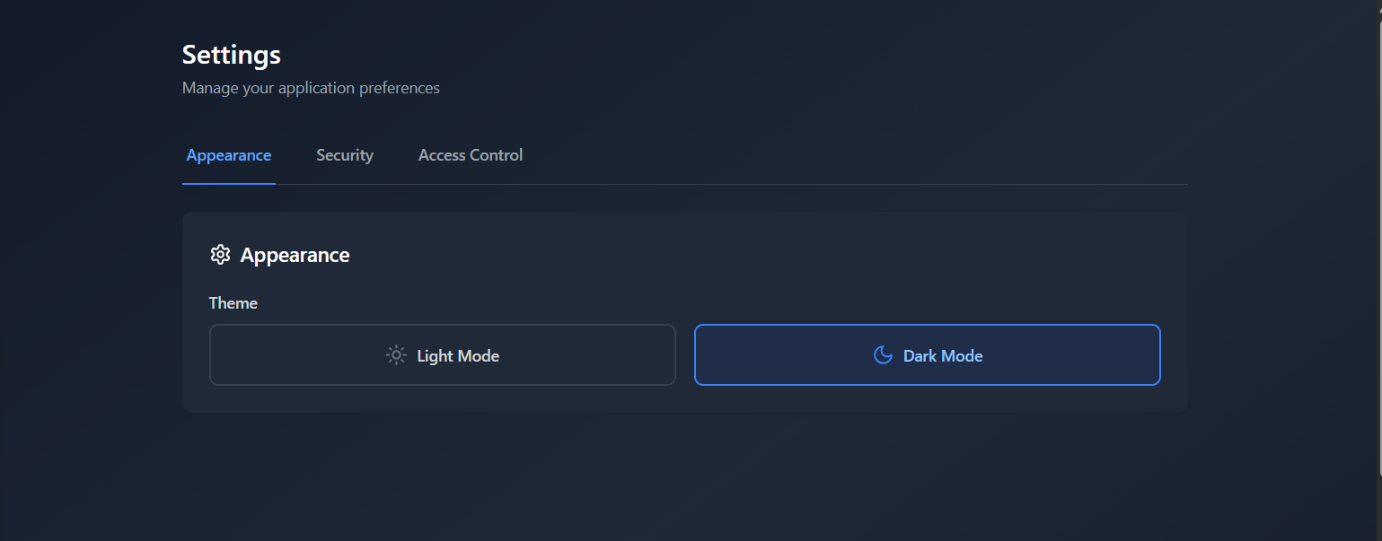 Settings
Manage your application preferences
Appearance Security Access Control
Appearance
Theme
Light Mode Dark Mode